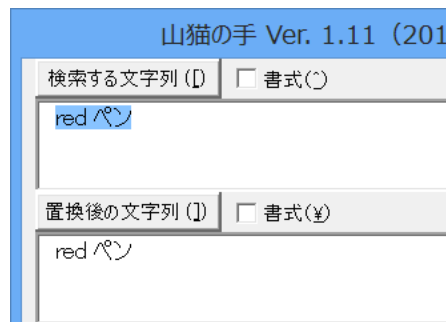 山猫の手 Ver. 1.11（201
検索する文字列 ([) 書式(^)
red ペン
置換後の文字列 (]) 書式(¥)
red ペン